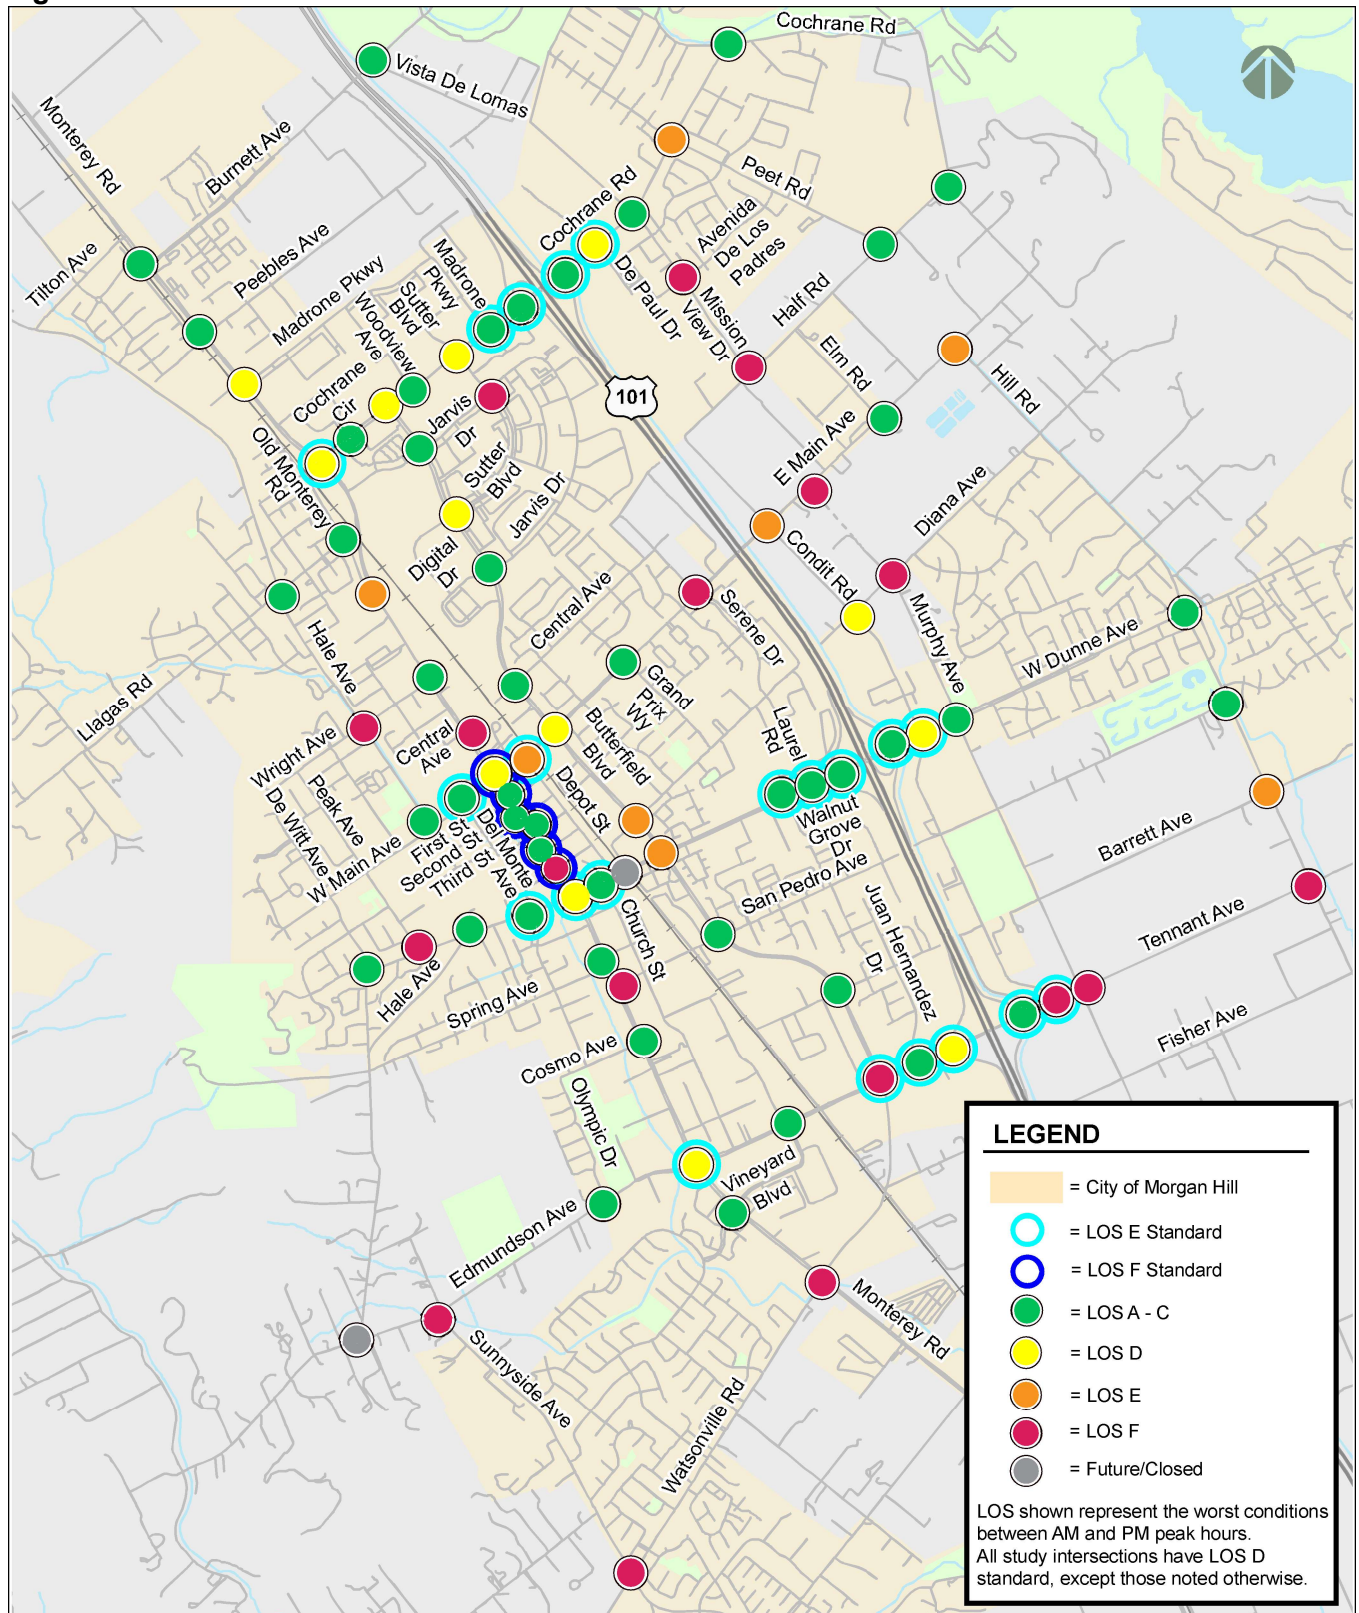 Cochrane Rd
Vista De Lomas
Monterey Rd
Burnett Ave
Peet Rd
Cochrane Rd
Avenida
De Los
Padres
Tilton Ave
Peebles Ave
Madrone
Pkwy
De Paul Dr
Mission
View Dr
Half Rd
Madrone Pkwy
Sutter
Blvd
Woodview
Ave
Elm Rd
Hill Rd
Cochrane
Cir
Jarvis
Dr
101
E Main Ave
Old Monterey
Rd
Sutter
Blvd
Jarvis Dr
Diana Ave
Digital
Dr
Condit Rd
Central Ave
Serene Dr
Murphy Ave
W Dunne Ave
Hale Ave
Llagas Rd
Grand
Prix
Wy
Laurel
Rd
Wright Ave
Central
Ave
Butterfield
Blvd
Peak Ave
De Witt Ave
Depot St
Walnut
Grove
Dr
Barrett Ave
W Main Ave
First St
Second St
Third St
Del Monte
Ave
San Pedro Ave
Juan Hernandez
Dr
Church St
Tennant Ave
Hale Ave
Spring Ave
Fisher Ave
Cosmo Ave
Olympic Dr
Vineyard
Blvd
Edmundson Ave
Monterey Rd
Sunnyside Ave
Watsonville Rd
LEGEND
= City of Morgan Hill
= LOS E Standard
= LOS F Standard
= LOS A - C
= LOS D
= LOS E
= LOS F
= Future/Closed
LOS shown represent the worst conditions
between AM and PM peak hours.
All study intersections have LOS D
standard, except those noted otherwise.